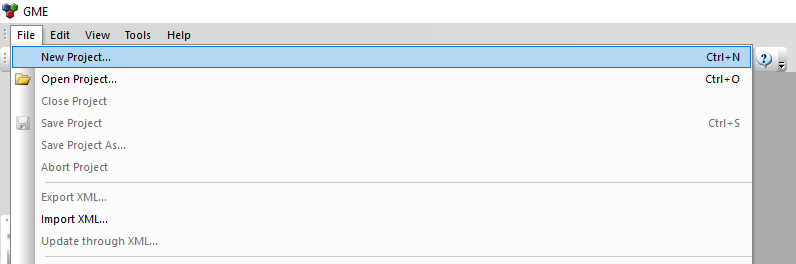 GME
File Edit View Tools Help
New Project... Ctrl+N
Open Project... Ctrl+O
Close Project
Save Project Ctrl+S
Save Project As...
Abort Project
Export XML...
Import XML...
Update through XML...